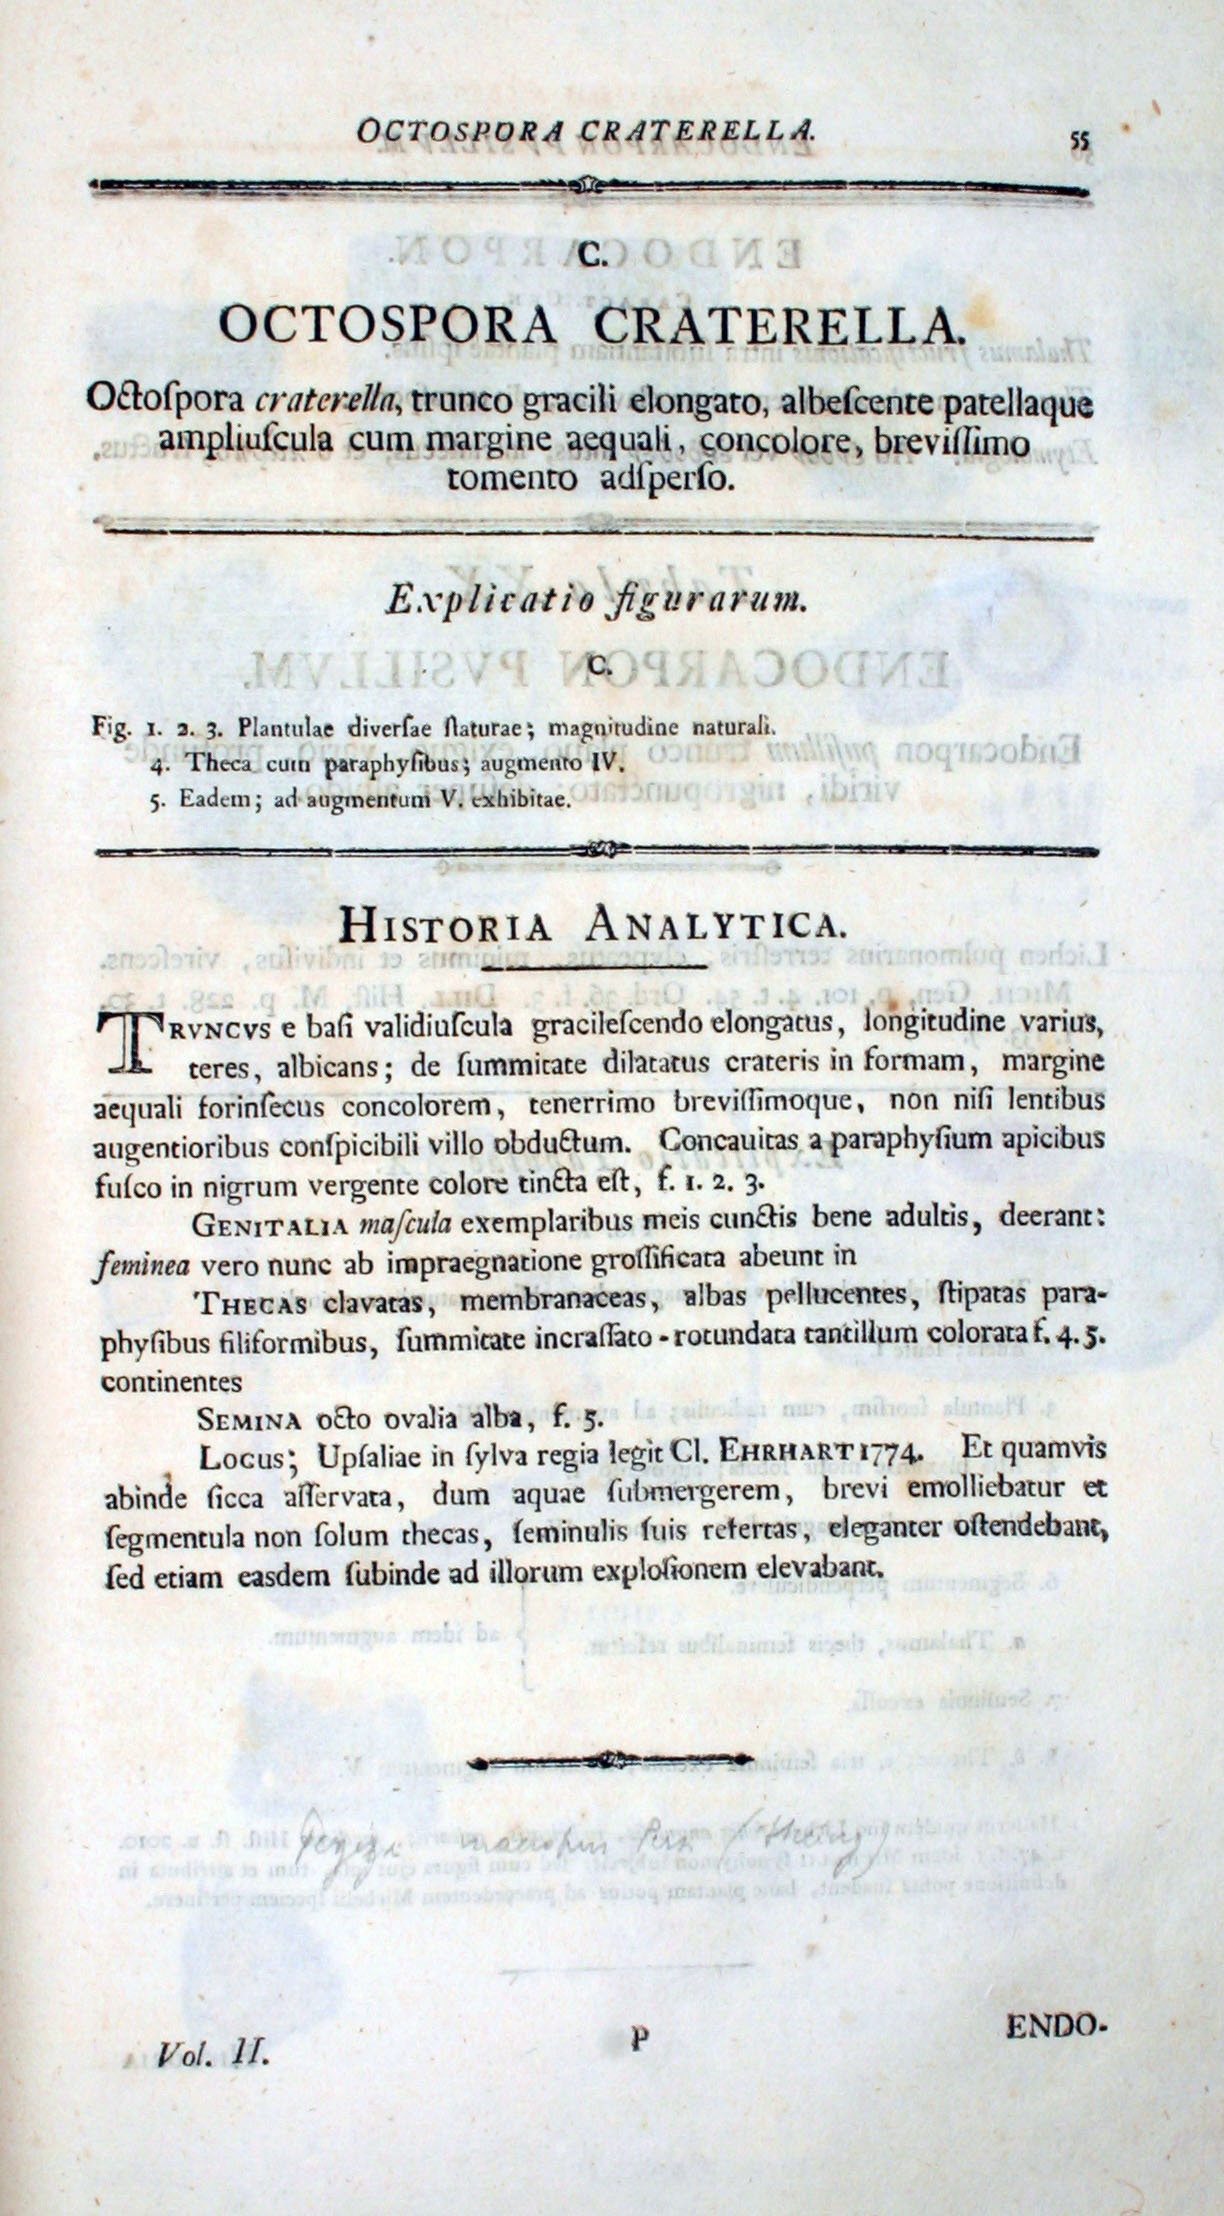 OCTOSPORA CRATERELLA.
55
C.
OCTOSPORA CRATERELLA.
Octoſpora craterella, trunco gracili elongato, albeſcente patellaque
ampliuſcula cum margine aequali, concolore, breviſſimo
tomento adſperſo.
Explicatio figurarum.
C.
Fig. 1. 2. 3. Plantulae diverſae ſtaturae; magnitudine naturali.
4. Theca cum paraphyſibus; augmento IV.
5. Eadem; ad augmentum V. exhibitae.
HISTORIA ANALYTICA.
TRVNCVS e baſi validiuſcula gracileſcendo elongatus, longitudine varius,
teres, albicans; de ſummitate dilatatus crateris in formam, margine
aequali forinſecus concolorem, tenerrimo breviſſimoque, non niſi lentibus
augentioribus conſpicibili villo obductum. Concauitas a paraphyſium apicibus
fuſco in nigrum vergente colore tincta eſt, f. 1. 2. 3.
GENITALIA maſcula exemplaribus meis cunctis bene adultis, deerant:
feminea vero nunc ab impraegnatione groſſificata abeunt in
THECAS clavatas, membranaceas, albas pellucentes, ſtipatas para-
phyſibus filiformibus, ſummitate incraſſato-rotundata tantillum colorata f. 4. 5.
continentes
SEMINA octo ovalia alba, f. 5.
LOCUS; Upſaliae in ſylva regia legit Cl. EHRHART 1774. Et quamvis
abinde ſicca aſſervata, dum aquae ſubmergerem, brevi emolliebatur et
ſegmentula non ſolum thecas, ſeminulis ſuis refertas, eleganter oſtendebant,
ſed etiam easdem ſubinde ad illorum exploſionem elevabant.
Vol. II.
P
ENDO-